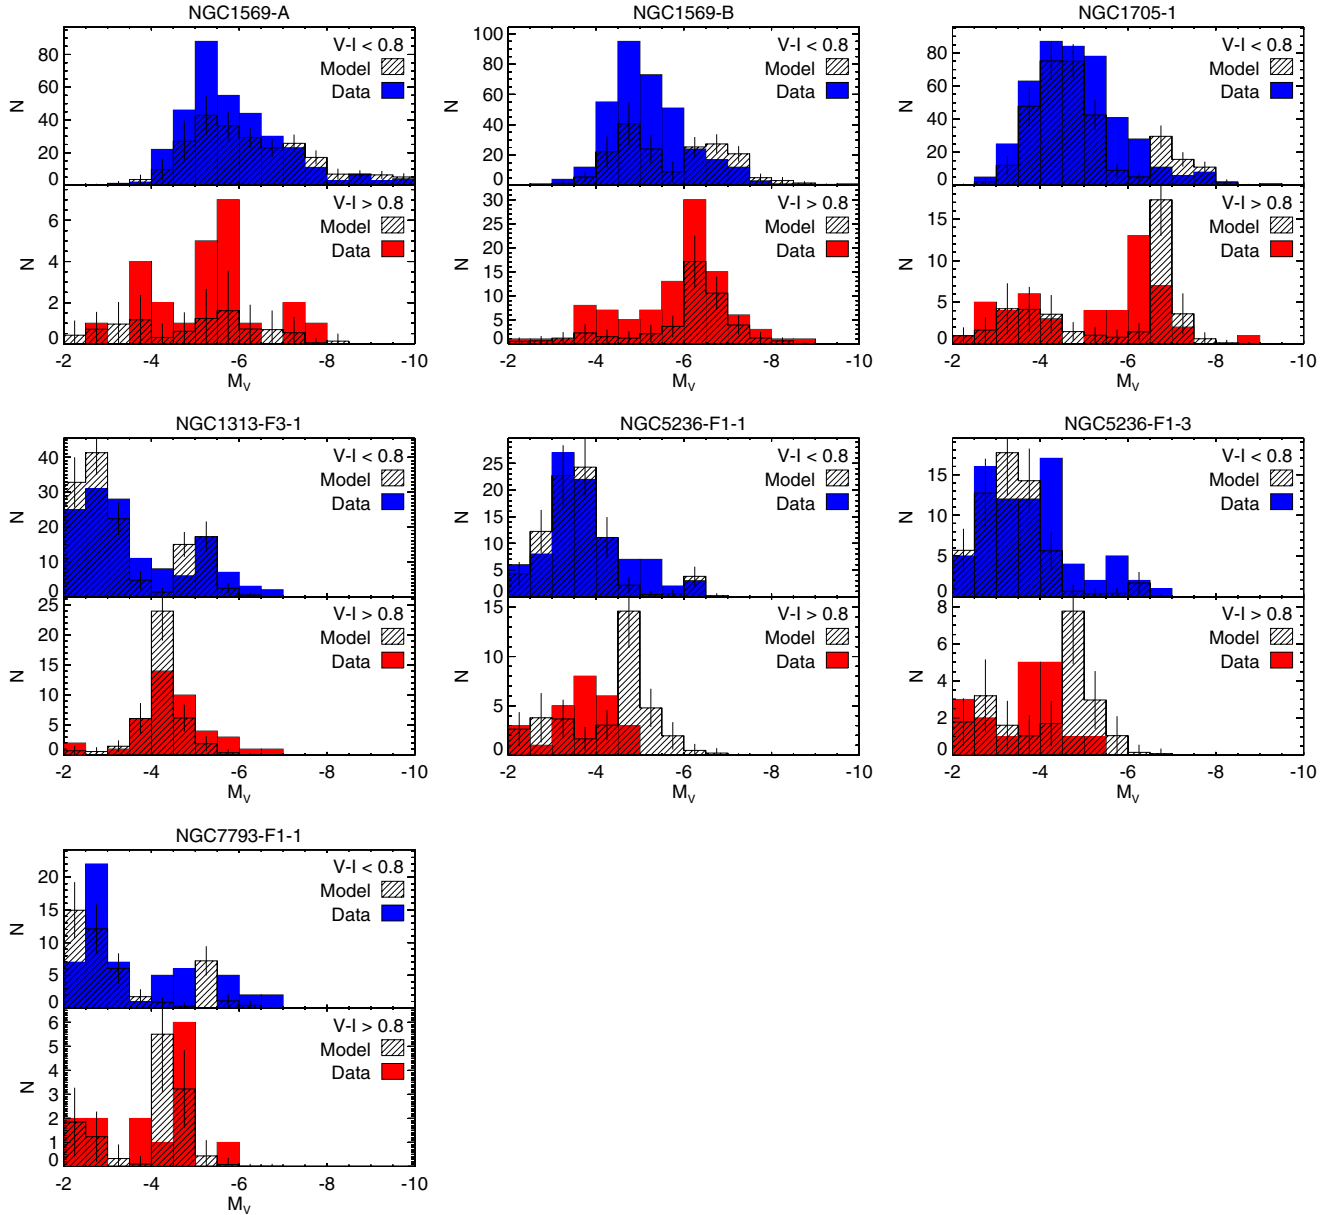 NGC1569-A
V-I < 0.8
Model
Data
N
80
60
40
20
0
V-I > 0.8
Model
Data
N
6
4
2
0
-2 -4 -6 -8 -10
M_V
NGC1569-B
V-I < 0.8
Model
Data
N
100
80
60
40
20
0
V-I > 0.8
Model
Data
N
30
25
20
15
10
5
0
-2 -4 -6 -8 -10
M_V
NGC1705-1
V-I < 0.8
Model
Data
N
80
60
40
20
0
V-I > 0.8
Model
Data
N
15
10
5
0
-2 -4 -6 -8 -10
M_V
NGC1313-F3-1
V-I < 0.8
Model
Data
N
40
30
20
10
0
V-I > 0.8
Model
Data
N
25
20
15
10
5
0
-2 -4 -6 -8 -10
M_V
NGC5236-F1-1
V-I < 0.8
Model
Data
N
25
20
15
10
5
0
V-I > 0.8
Model
Data
N
15
10
5
0
-2 -4 -6 -8 -10
M_V
NGC5236-F1-3
V-I < 0.8
Model
Data
N
15
10
5
0
V-I > 0.8
Model
Data
N
8
6
4
2
0
-2 -4 -6 -8 -10
M_V
NGC7793-F1-1
V-I < 0.8
Model
Data
N
20
15
10
5
0
V-I > 0.8
Model
Data
N
6
5
4
3
2
1
0
-2 -4 -6 -8 -10
M_V